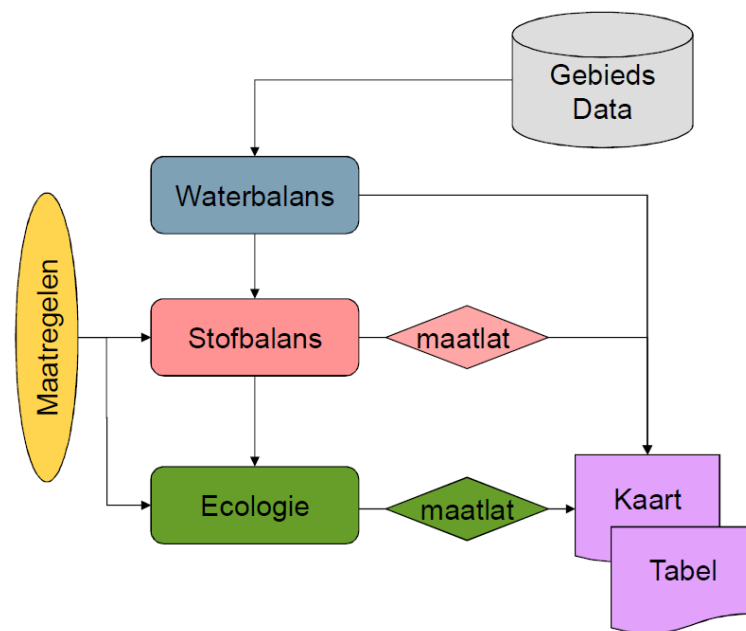 Gebieds
Data
Waterbalans
Maatregelen
Stofbalans
maatlat
Ecologie
maatlat
Kaart
Tabel